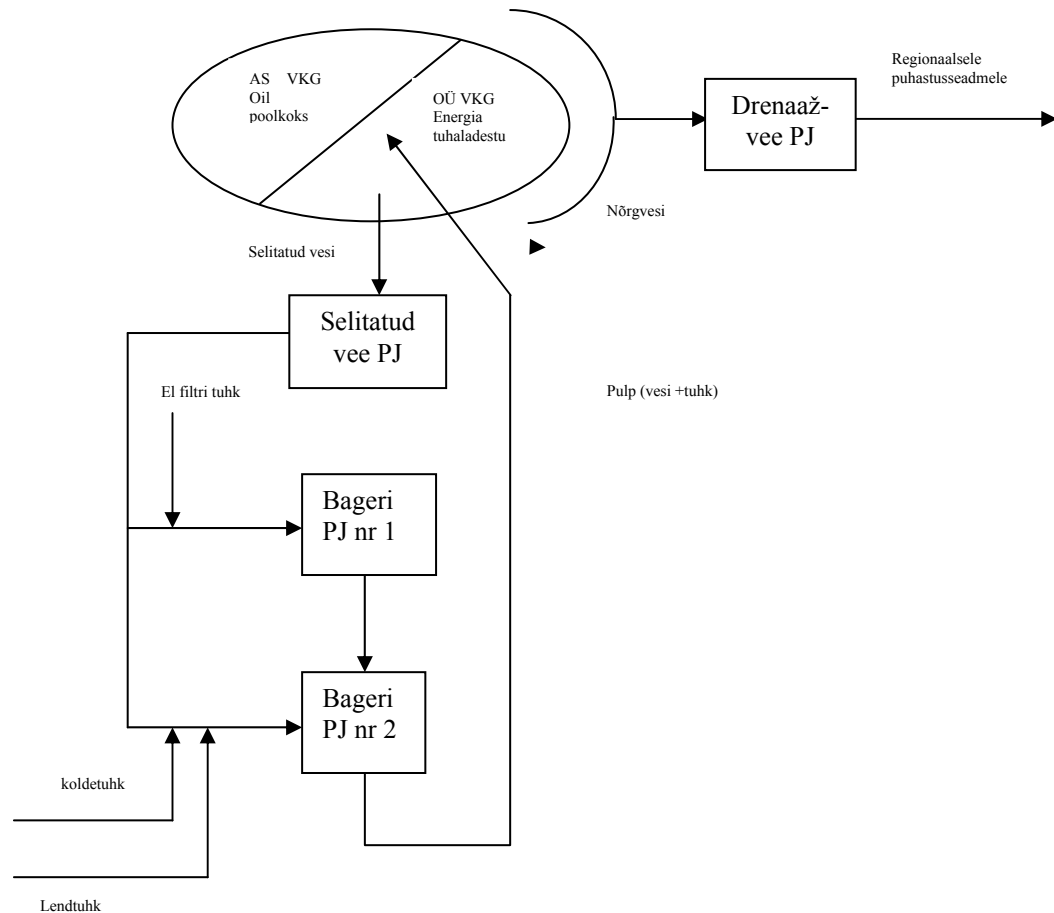 AS VKG
Oil
poolkoks
OÜ VKG
Energia
tuhaladestu
Drenaaž-
vee PJ
Regionaalsele
puhastusseadmele
Nõrgvesi
Selitatud vesi
Selitatud
vee PJ
El filtri tuhk
Pulp (vesi +tuhk)
Bageri
PJ nr 1
Bageri
PJ nr 2
koldetuhk
Lendtuhk